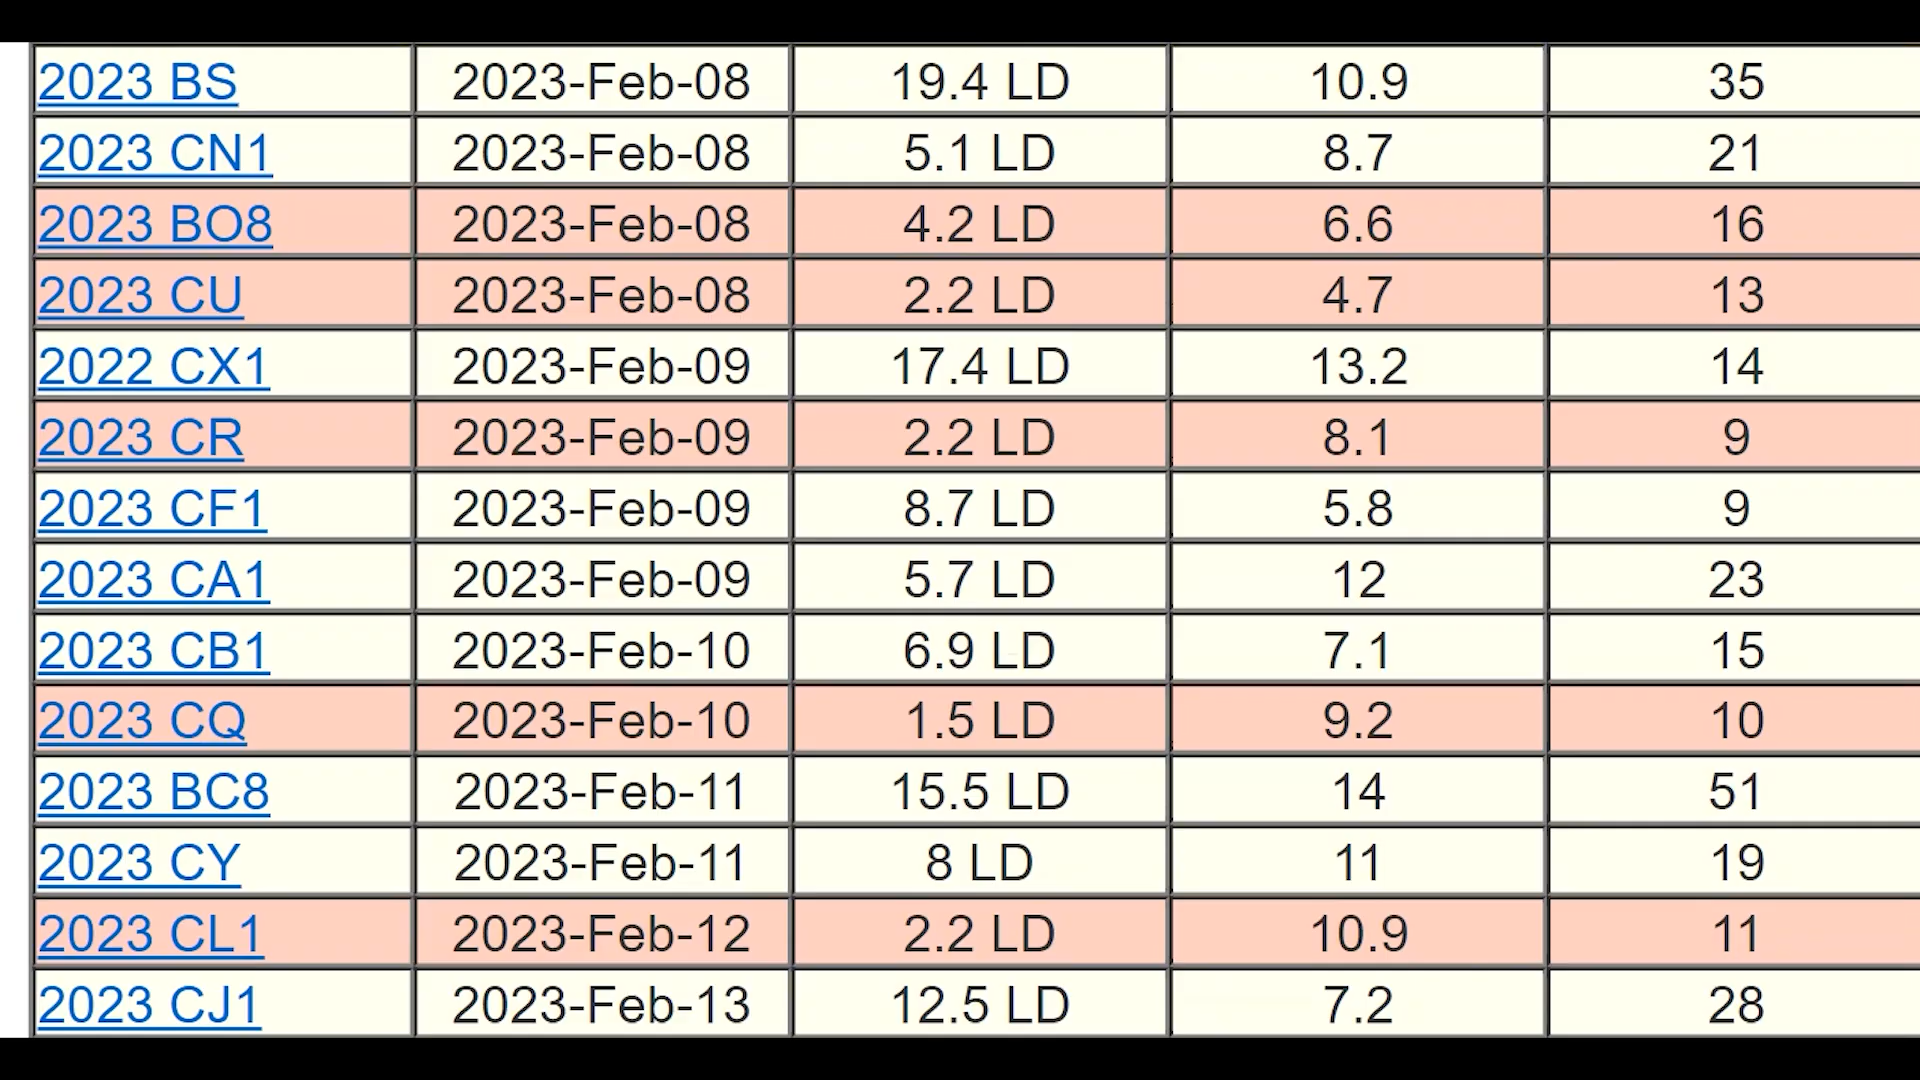 2023 BS 2023-Feb-08 19.4 LD 10.9 35
2023 CN1 2023-Feb-08 5.1 LD 8.7 21
2023 BO8 2023-Feb-08 4.2 LD 6.6 16
2023 CU 2023-Feb-08 2.2 LD 4.7 13
2022 CX1 2023-Feb-09 17.4 LD 13.2 14
2023 CR 2023-Feb-09 2.2 LD 8.1 9
2023 CF1 2023-Feb-09 8.7 LD 5.8 9
2023 CA1 2023-Feb-09 5.7 LD 12 23
2023 CB1 2023-Feb-10 6.9 LD 7.1 15
2023 CQ 2023-Feb-10 1.5 LD 9.2 10
2023 BC8 2023-Feb-11 15.5 LD 14 51
2023 CY 2023-Feb-11 8 LD 11 19
2023 CL1 2023-Feb-12 2.2 LD 10.9 11
2023 CJ1 2023-Feb-13 12.5 LD 7.2 28